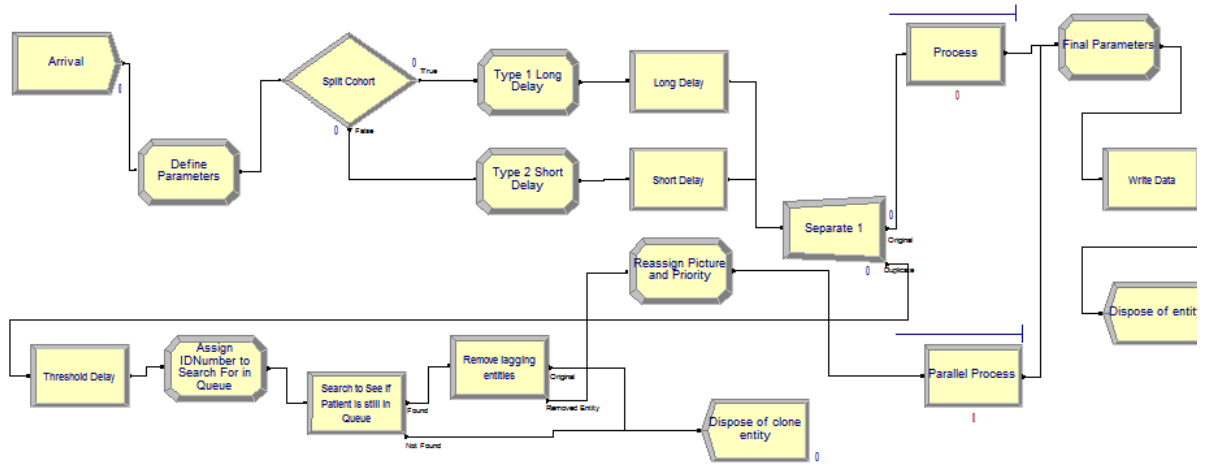 Arrival
0
Define
Parameters
Split Cohort
0
True
0
False
Type 1 Long
Delay
Long Delay
Type 2 Short
Delay
Short Delay
Separate 1
0
Original
0
Duplicate
Process
0
Final Parameters
Write Data
Dispose of entit
Reassign Picture
and Priority
Threshold Delay
Assign
IDNumber to
Search For in
Queue
Search to See if
Patient is still in
Queue
Found
Not Found
Remove lagging
entities
Original
Removed Entity
Dispose of clone
entity
0
Parallel Process
0